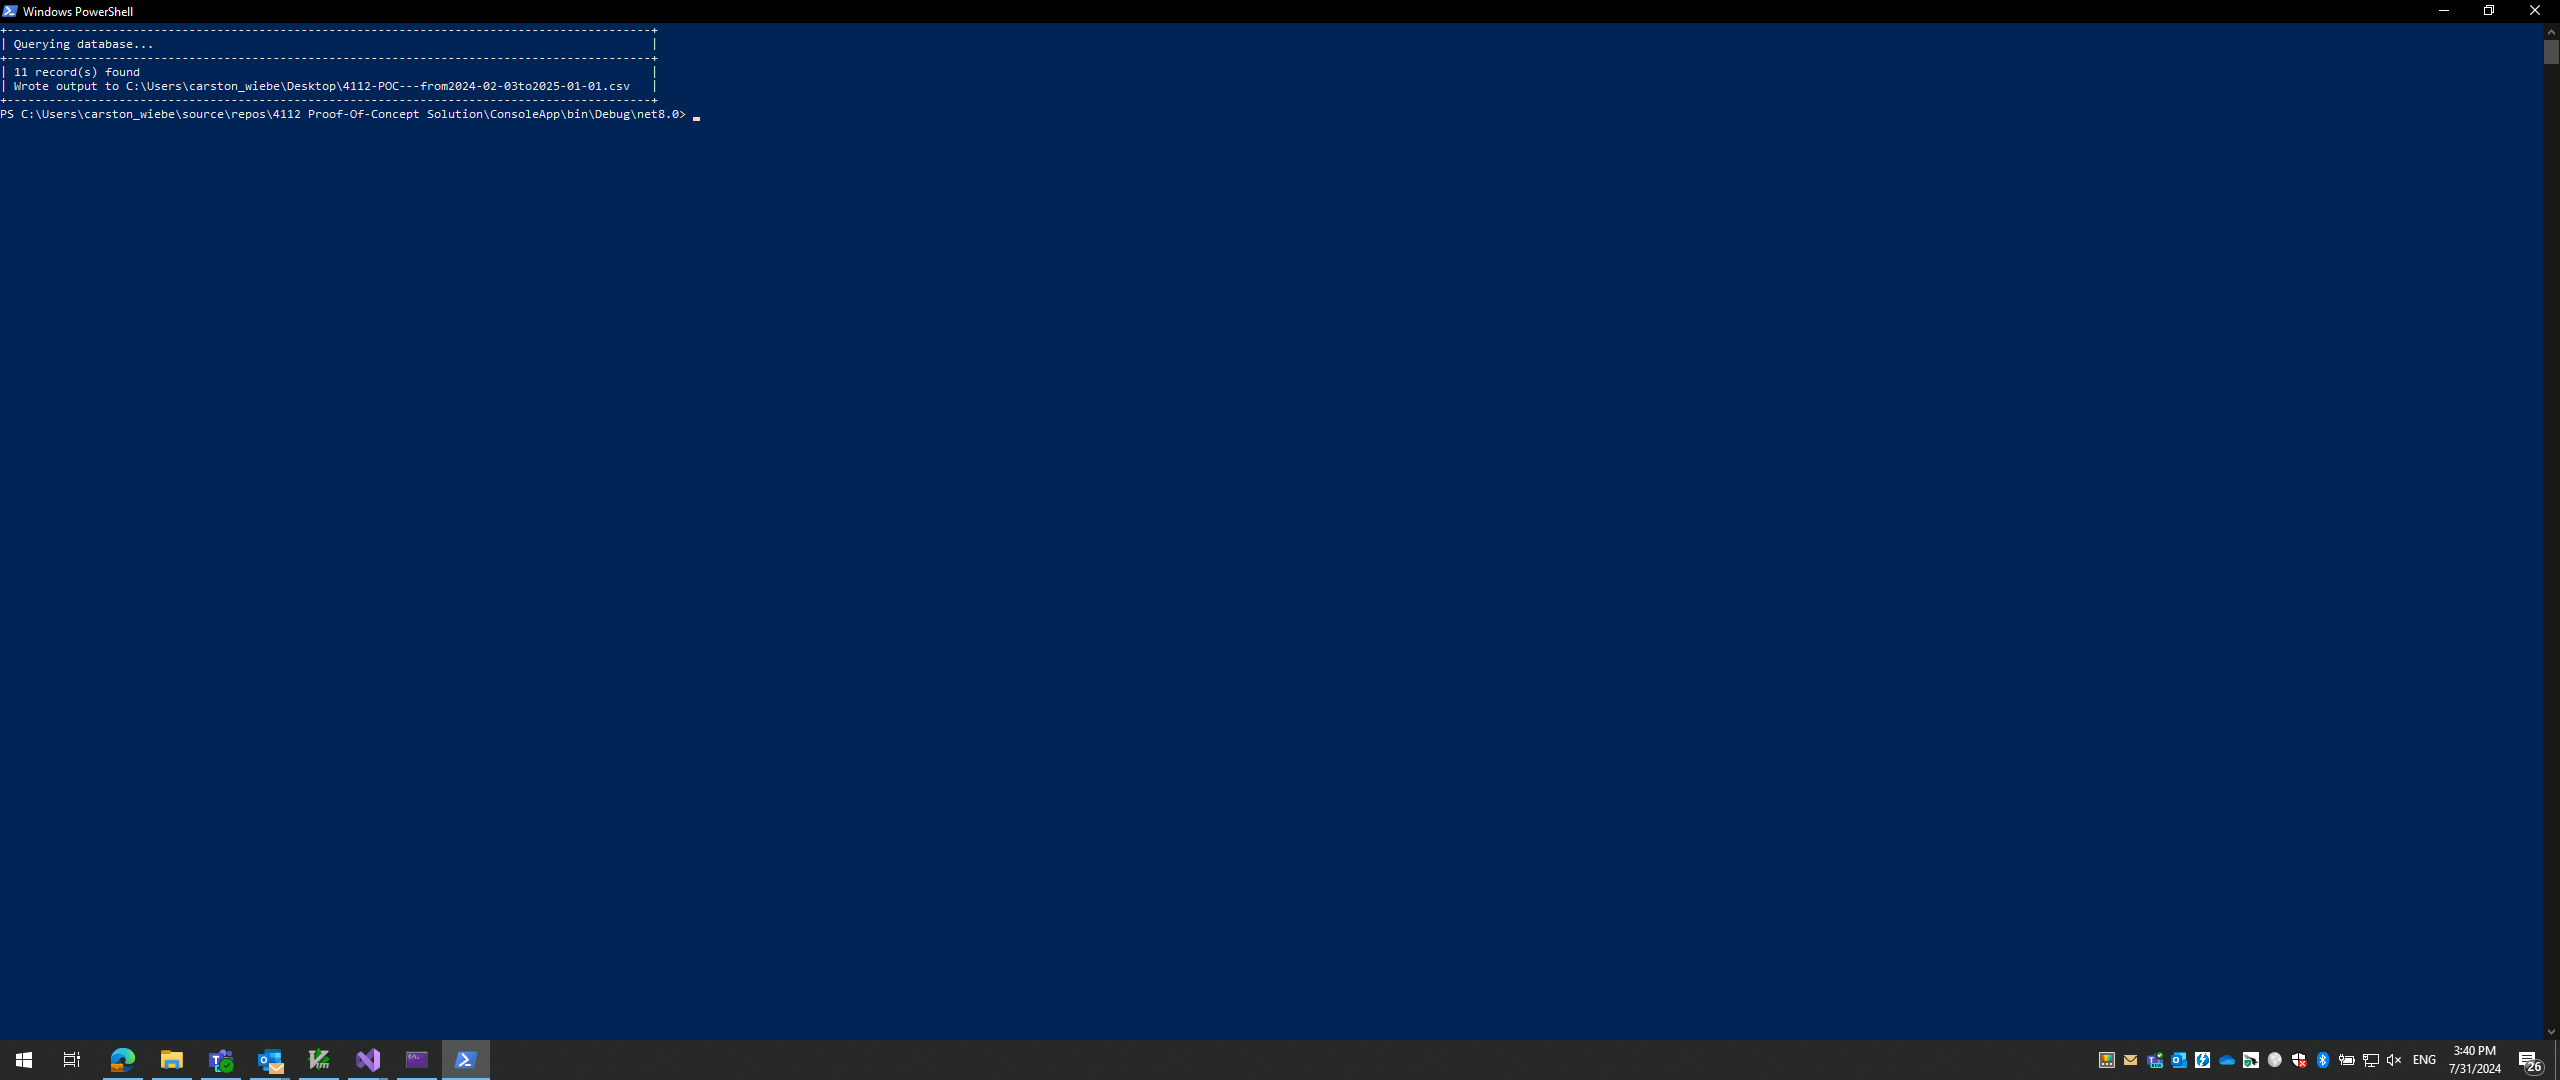 Windows PowerShell
+--------------------------------------------------------------------------------------------+
| Querying database... |
+--------------------------------------------------------------------------------------------+
| 11 record(s) found |
| Wrote output to C:\Users\carston_wiebe\Desktop\4112-POC---from2024-02-03to2025-01-01.csv |
+--------------------------------------------------------------------------------------------+
PS C:\Users\carston_wiebe\source\repos\4112 Proof-Of-Concept Solution\ConsoleApp\bin\Debug\net8.0>
ENG
3:40 PM
7/31/2024
26